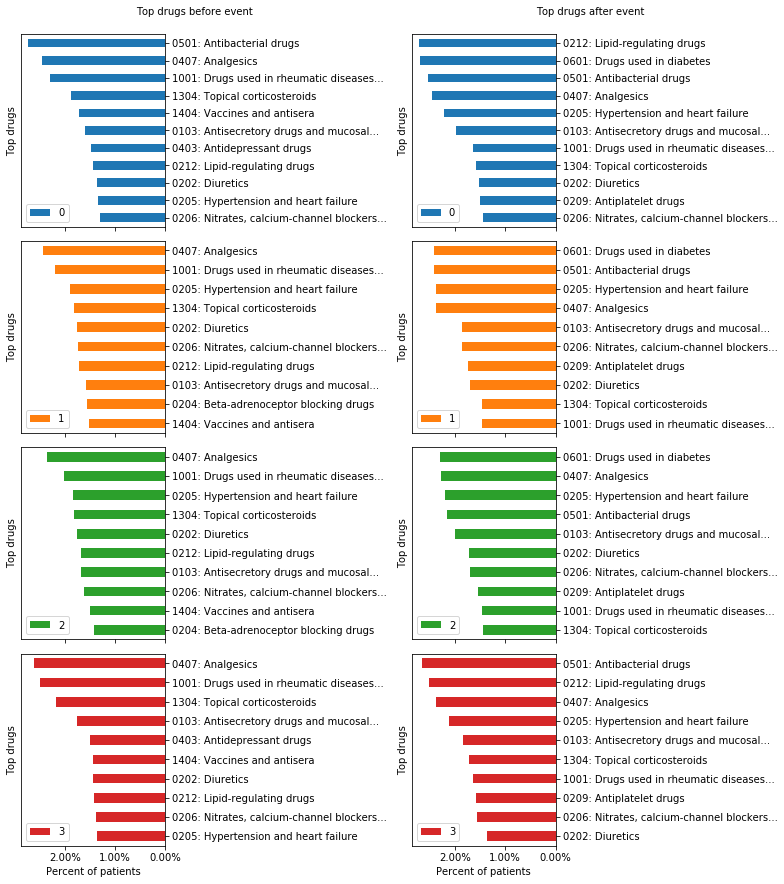 Top drugs before event
Top drugs
0501: Antibacterial drugs
0407: Analgesics
1001: Drugs used in rheumatic diseases...
1304: Topical corticosteroids
1404: Vaccines and antisera
0103: Antisecretory drugs and mucosal...
0403: Antidepressant drugs
0212: Lipid-regulating drugs
0202: Diuretics
0205: Hypertension and heart failure
0206: Nitrates, calcium-channel blockers...
0
Top drugs
0407: Analgesics
1001: Drugs used in rheumatic diseases...
0205: Hypertension and heart failure
1304: Topical corticosteroids
0202: Diuretics
0206: Nitrates, calcium-channel blockers...
0212: Lipid-regulating drugs
0103: Antisecretory drugs and mucosal...
0204: Beta-adrenoceptor blocking drugs
1404: Vaccines and antisera
1
Top drugs
0407: Analgesics
1001: Drugs used in rheumatic diseases...
0205: Hypertension and heart failure
1304: Topical corticosteroids
0202: Diuretics
0212: Lipid-regulating drugs
0103: Antisecretory drugs and mucosal...
0206: Nitrates, calcium-channel blockers...
1404: Vaccines and antisera
0204: Beta-adrenoceptor blocking drugs
2
Top drugs
0407: Analgesics
1001: Drugs used in rheumatic diseases...
1304: Topical corticosteroids
0103: Antisecretory drugs and mucosal...
0403: Antidepressant drugs
1404: Vaccines and antisera
0202: Diuretics
0212: Lipid-regulating drugs
0206: Nitrates, calcium-channel blockers...
0205: Hypertension and heart failure
3
2.00% 1.00% 0.00%
Percent of patients
Top drugs after event
Top drugs
0212: Lipid-regulating drugs
0601: Drugs used in diabetes
0501: Antibacterial drugs
0407: Analgesics
0205: Hypertension and heart failure
0103: Antisecretory drugs and mucosal...
1001: Drugs used in rheumatic diseases...
1304: Topical corticosteroids
0202: Diuretics
0209: Antiplatelet drugs
0206: Nitrates, calcium-channel blockers...
0
Top drugs
0601: Drugs used in diabetes
0501: Antibacterial drugs
0205: Hypertension and heart failure
0407: Analgesics
0103: Antisecretory drugs and mucosal...
0206: Nitrates, calcium-channel blockers...
0209: Antiplatelet drugs
0202: Diuretics
1304: Topical corticosteroids
1001: Drugs used in rheumatic diseases...
1
Top drugs
0601: Drugs used in diabetes
0407: Analgesics
0205: Hypertension and heart failure
0501: Antibacterial drugs
0103: Antisecretory drugs and mucosal...
0202: Diuretics
0206: Nitrates, calcium-channel blockers...
0209: Antiplatelet drugs
1001: Drugs used in rheumatic diseases...
1304: Topical corticosteroids
2
Top drugs
0501: Antibacterial drugs
0212: Lipid-regulating drugs
0407: Analgesics
0205: Hypertension and heart failure
0103: Antisecretory drugs and mucosal...
1304: Topical corticosteroids
1001: Drugs used in rheumatic diseases...
0209: Antiplatelet drugs
0206: Nitrates, calcium-channel blockers...
0202: Diuretics
3
2.00% 1.00% 0.00%
Percent of patients